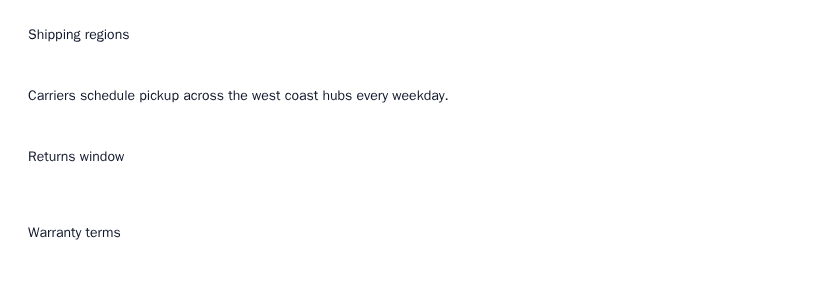 Shipping regions
Carriers schedule pickup across the west coast hubs every weekday.
Returns window
Warranty terms